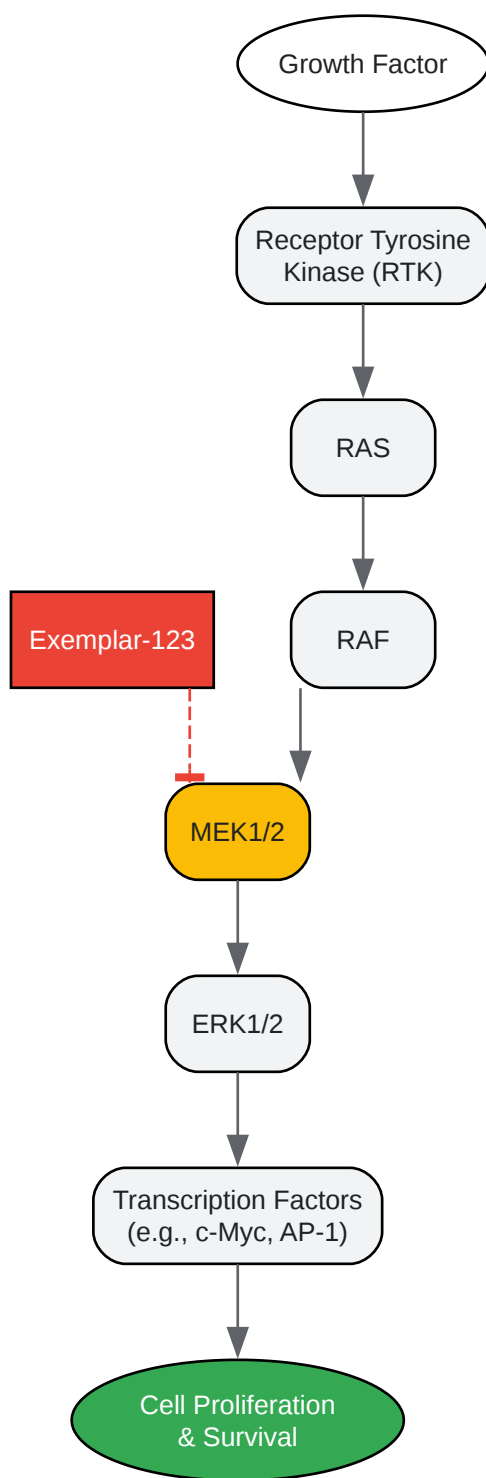 Growth Factor
Receptor Tyrosine
Kinase (RTK)
RAS
Exemplar-123
RAF
MEK1/2
ERK1/2
Transcription Factors
(e.g., c-Myc, AP-1)
Cell Proliferation
& Survival